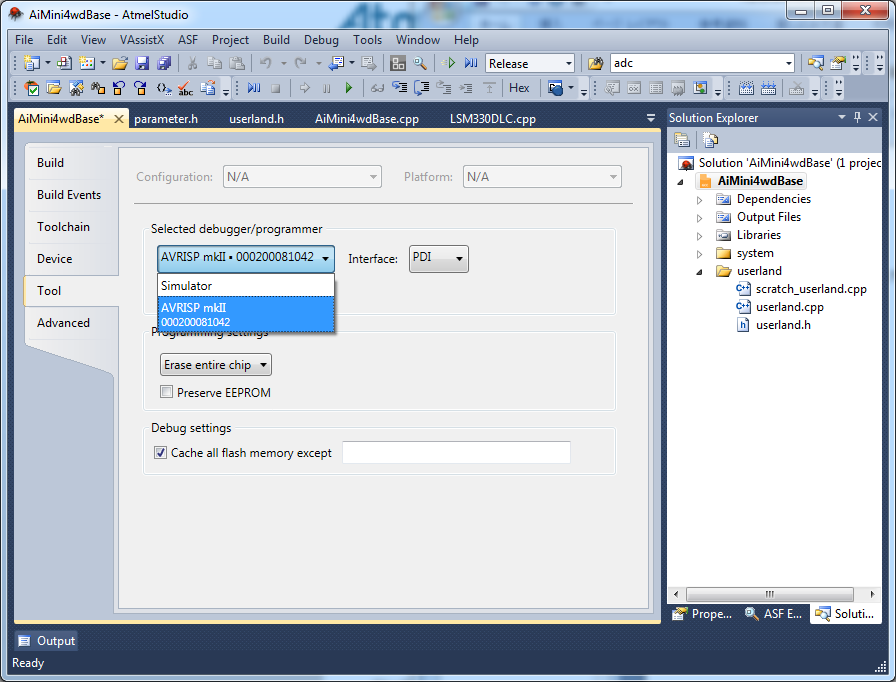 AiMini4wdBase - AtmelStudio
File Edit View VAssistX ASF Project Build Debug Tools Window Help
Release adc
Hex
AiMini4wdBase* parameter.h userland.h AiMini4wdBase.cpp LSM330DLC.cpp
Build
Build Events
Toolchain
Device
Tool
Advanced
Configuration: N/A Platform: N/A
Selected debugger/programmer
AVRISP mkII • 000200081042 Interface: PDI
Simulator
AVRISP mkII
000200081042
Programming settings
Erase entire chip
Preserve EEPROM
Debug settings
Cache all flash memory except
Solution Explorer
Solution 'AiMini4wdBase' (1 projec
AiMini4wdBase
Dependencies
Output Files
Libraries
system
userland
scratch_userland.cpp
userland.cpp
userland.h
Prope... ASF E... Soluti...
Output
Ready